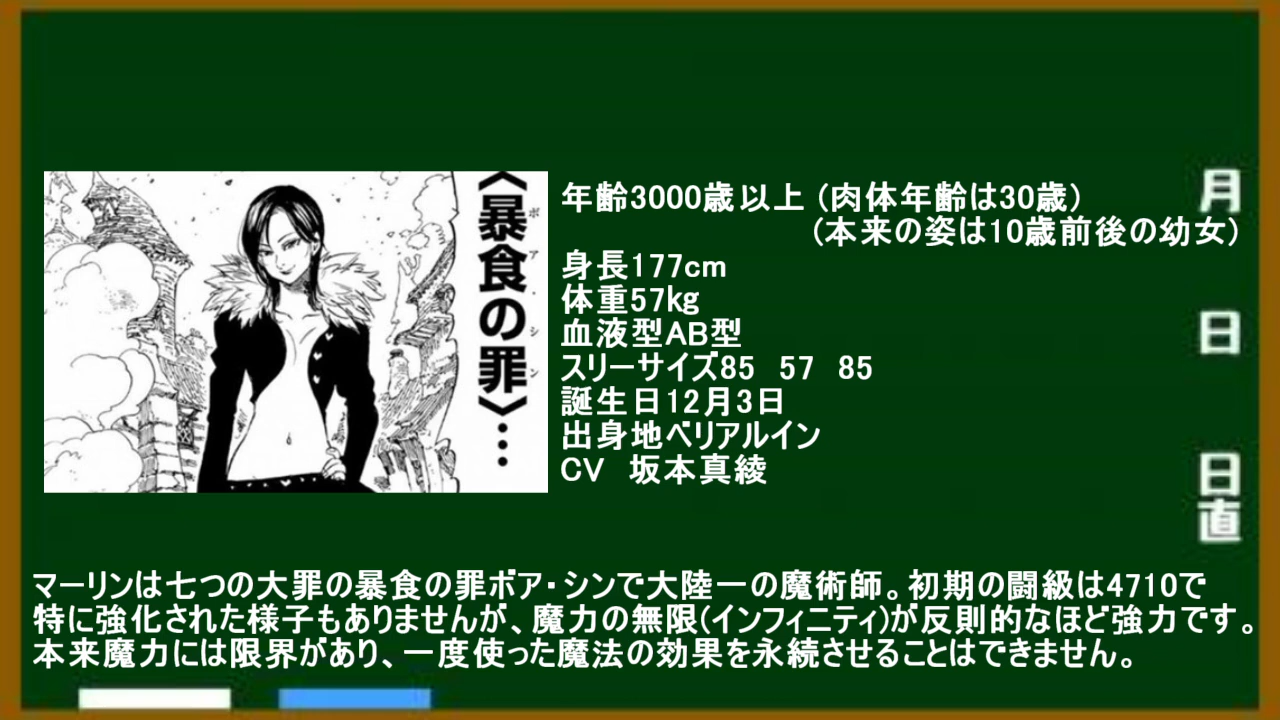 〈暴食の罪〉…
ボア・シン
年齢3000歳以上（肉体年齢は30歳）
（本来の姿は10歳前後の幼女）
身長177cm
体重57kg
血液型AB型
スリーサイズ85　57　85
誕生日12月3日
出身地ベリアルイン
CV　坂本真綾
月
日
日直
マーリンは七つの大罪の暴食の罪ボア・シンで大陸一の魔術師。初期の闘級は4710で
特に強化された様子もありませんが、魔力の無限(インフィニティ)が反則的なほど強力です。
本来魔力には限界があり、一度使った魔法の効果を永続させることはできません。